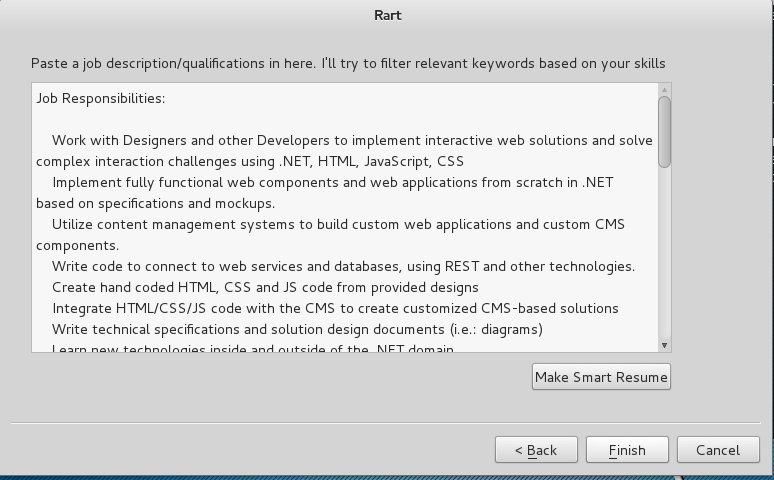 Rart
Paste a job description/qualifications in here. I'll try to filter relevant keywords based on your skills
Job Responsibilities:
Work with Designers and other Developers to implement interactive web solutions and solve
complex interaction challenges using .NET, HTML, JavaScript, CSS
Implement fully functional web components and web applications from scratch in .NET
based on specifications and mockups.
Utilize content management systems to build custom web applications and custom CMS
components.
Write code to connect to web services and databases, using REST and other technologies.
Create hand coded HTML, CSS and JS code from provided designs
Integrate HTML/CSS/JS code with the CMS to create customized CMS-based solutions
Write technical specifications and solution design documents (i.e.: diagrams)
Learn new technologies inside and outside of the .NET domain
Make Smart Resume
< Back
Finish
Cancel